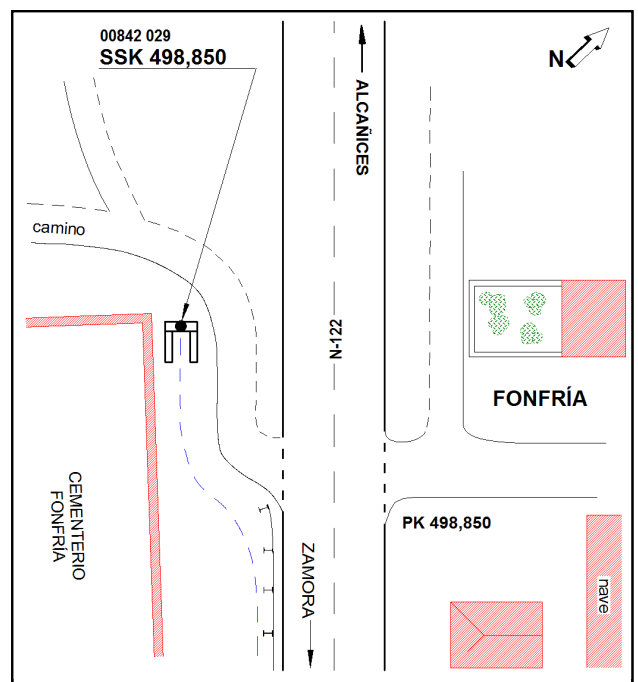 00842 029
SSK 498,850
N
ALCAÑICES
camino
N-122
FONFRÍA
CEMENTERIO
FONFRÍA
PK 498,850
ZAMORA
nave